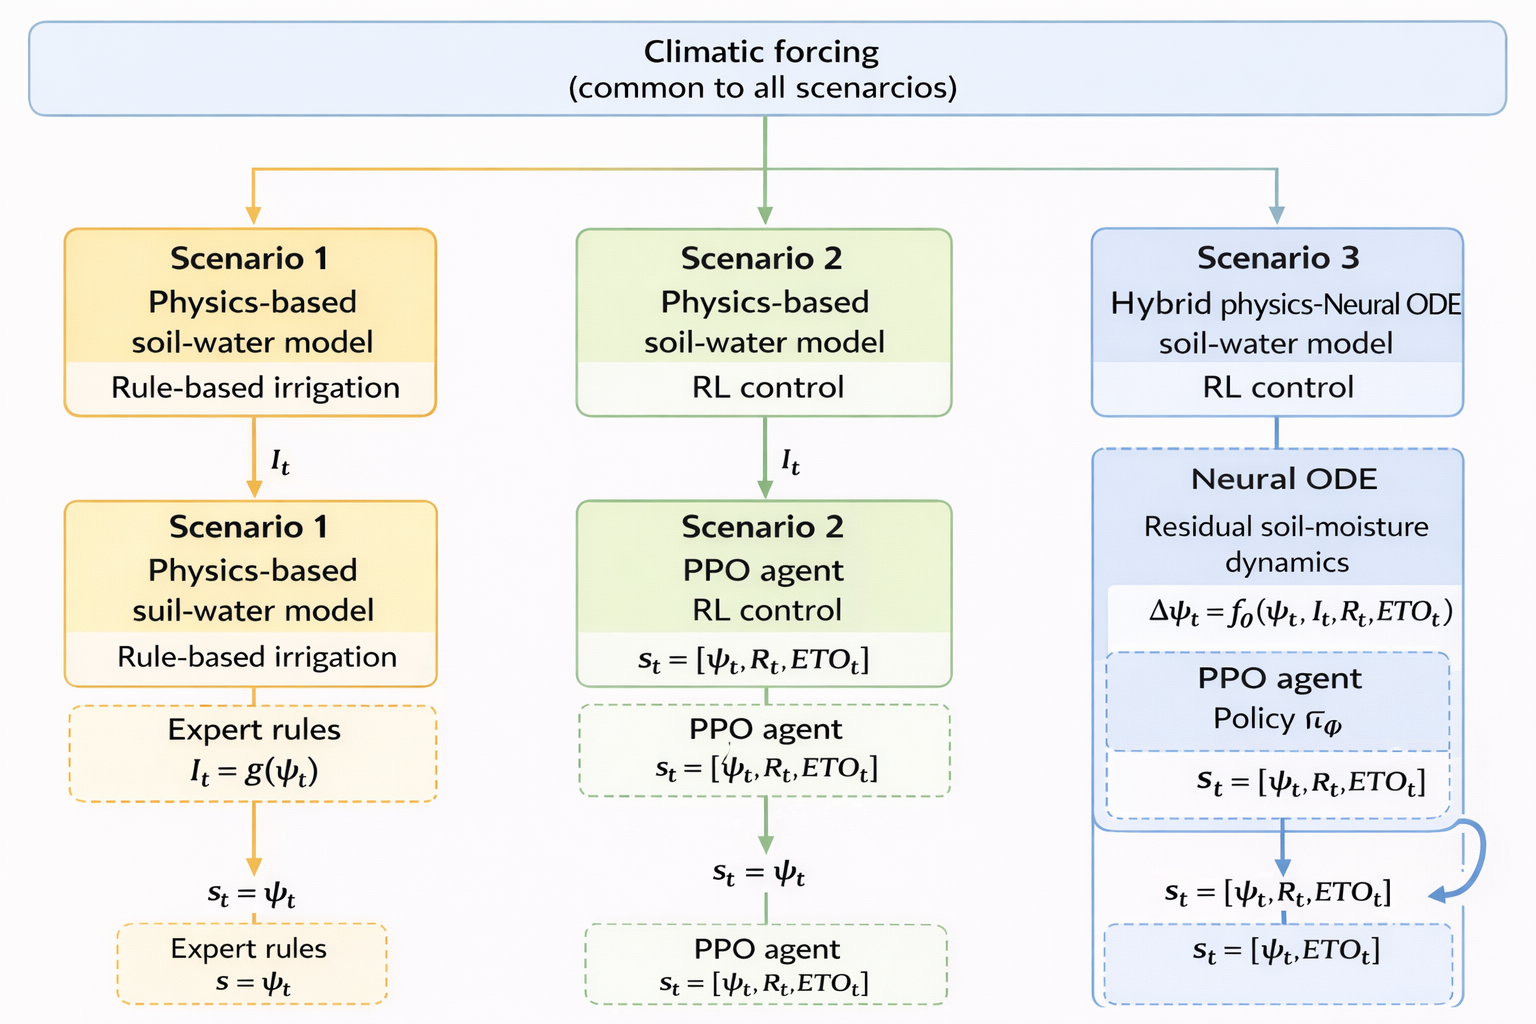 Climatic forcing
(common to all scenarcios)
Scenario 1
Physics-based
soil-water model
Rule-based irrigation
I_t
Scenario 1
Physics-based
suil-water model
Rule-based irrigation
Expert rules
I_t = g(ψ_t)
s_t = ψ_t
Expert rules
s = ψ_t
Scenario 2
Physics-based
soil-water model
RL control
I_t
Scenario 2
PPO agent
RL control
s_t = [ψ_t, R_t, ETO_t]
PPO agent
s_t = [ψ_t, R_t, ETO_t]
s_t = ψ_t
PPO agent
s_t = [ψ_t, R_t, ETO_t]
Scenario 3
Hybrid physics-Neural ODE
soil-water model
RL control
Neural ODE
Residual soil-moisture
dynamics
Δψ_t = f_0(ψ_t, I_t, R_t, ETO_t)
PPO agent
Policy π_φ
s_t = [ψ_t, R_t, ETO_t]
s_t = [ψ_t, R_t, ETO_t]
s_t = [ψ_t, ETO_t]